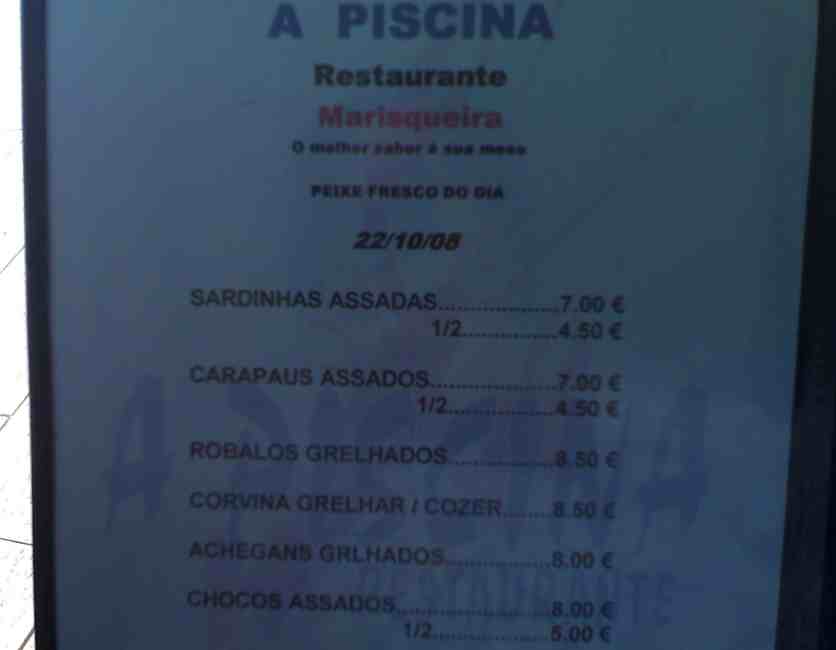 A PISCINA
Restaurante
Marisqueira
O melhor sabor á sua mesa
PEIXE FRESCO DO DIA
22/10/08
SARDINHAS ASSADAS..................7.00 €
1/2..............4.50 €
CARAPAUS ASSADOS...................7.00 €
1/2................4.50 €
ROBALOS GRELHADOS................8.50 €
CORVINA GRELHAR / COZER........8.50 €
ACHEGANS GRLHADOS................8.00 €
CHOCOS ASSADOS.......................8.00 €
1/2......................5.00 €
A PISCINA
RESTAURANTE